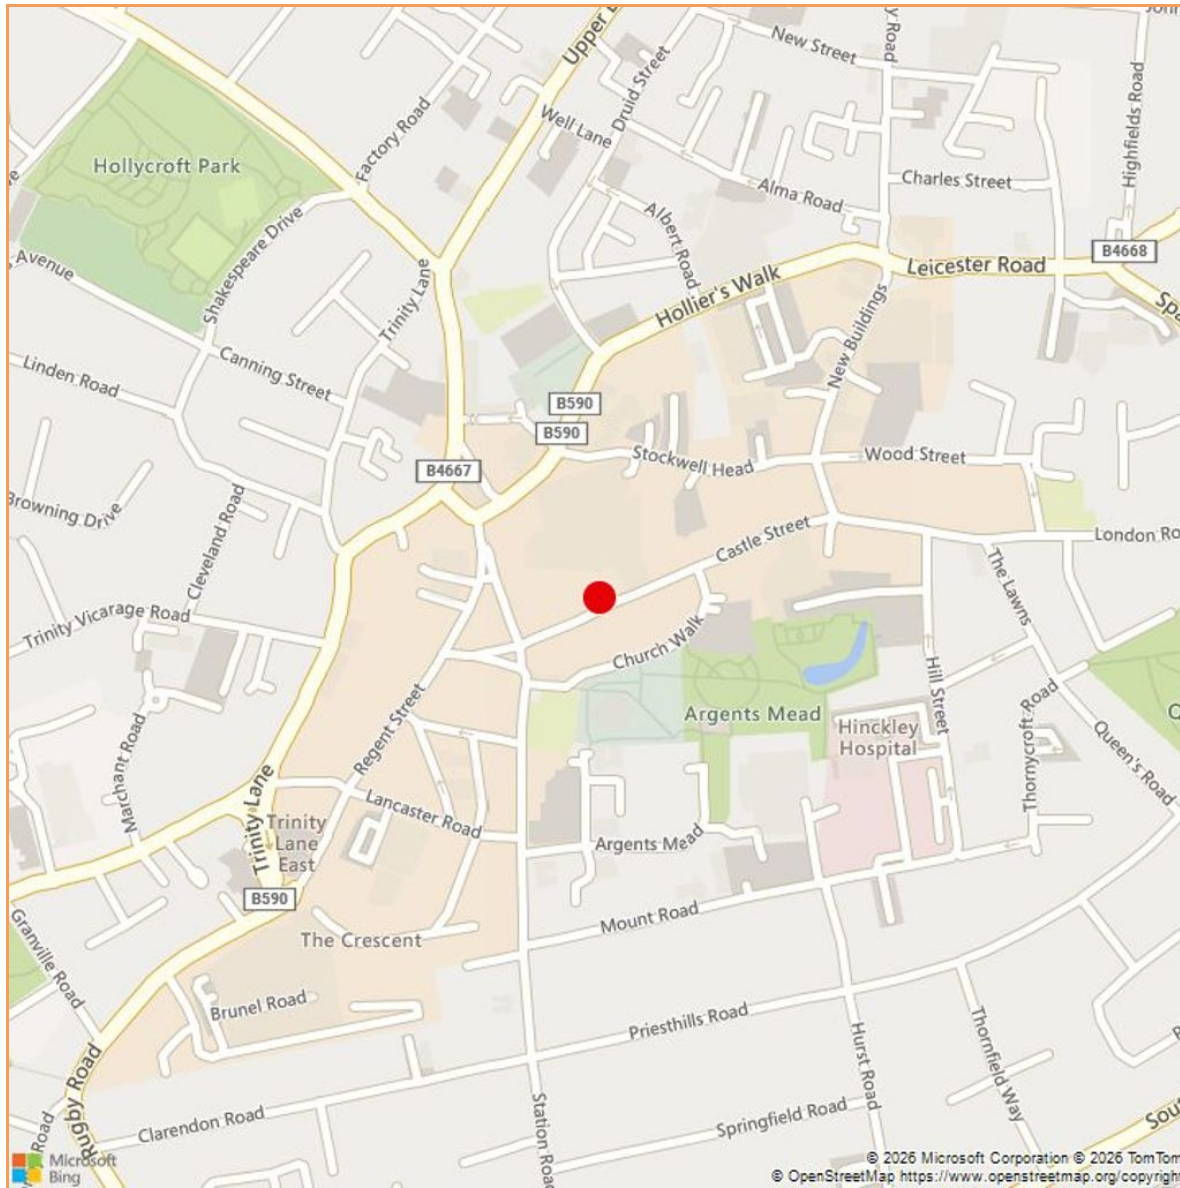 New Street
Upper
Druid Street
Well Lane
Factory Road
Hollycroft Park
Highfields Road
Charles Street
Alma Road
Albert Road
B4668
Leicester Road
Hollier's Walk
Avenue
Shakespeare Drive
Trinity Lane
New Buildings
Canning Street
Linden Road
B590
B590
B4667
Stockwell Head
Wood Street
Browning Drive
Cleveland Road
Castle Street
London Ro
The Lawns
Trinity Vicarage Road
Church Walk
Hill Street
Argents Mead
Hinckley
Hospital
Thornycroft Road
Queen's Road
Marchant Road
Regent Street
Trinity Lane
Lancaster Road
Trinity
Lane
East
Argents Mead
B590
Mount Road
The Crescent
Granville Road
Brunel Road
Priesthills Road
Hurst Road
Thornfield Way
Rugby Road
Clarendon Road
Station Road
Springfield Road
Road
Microsoft
Bing
© 2026 Microsoft Corporation © 2026 TomTom
© OpenStreetMap https://www.openstreetmap.org/copyright